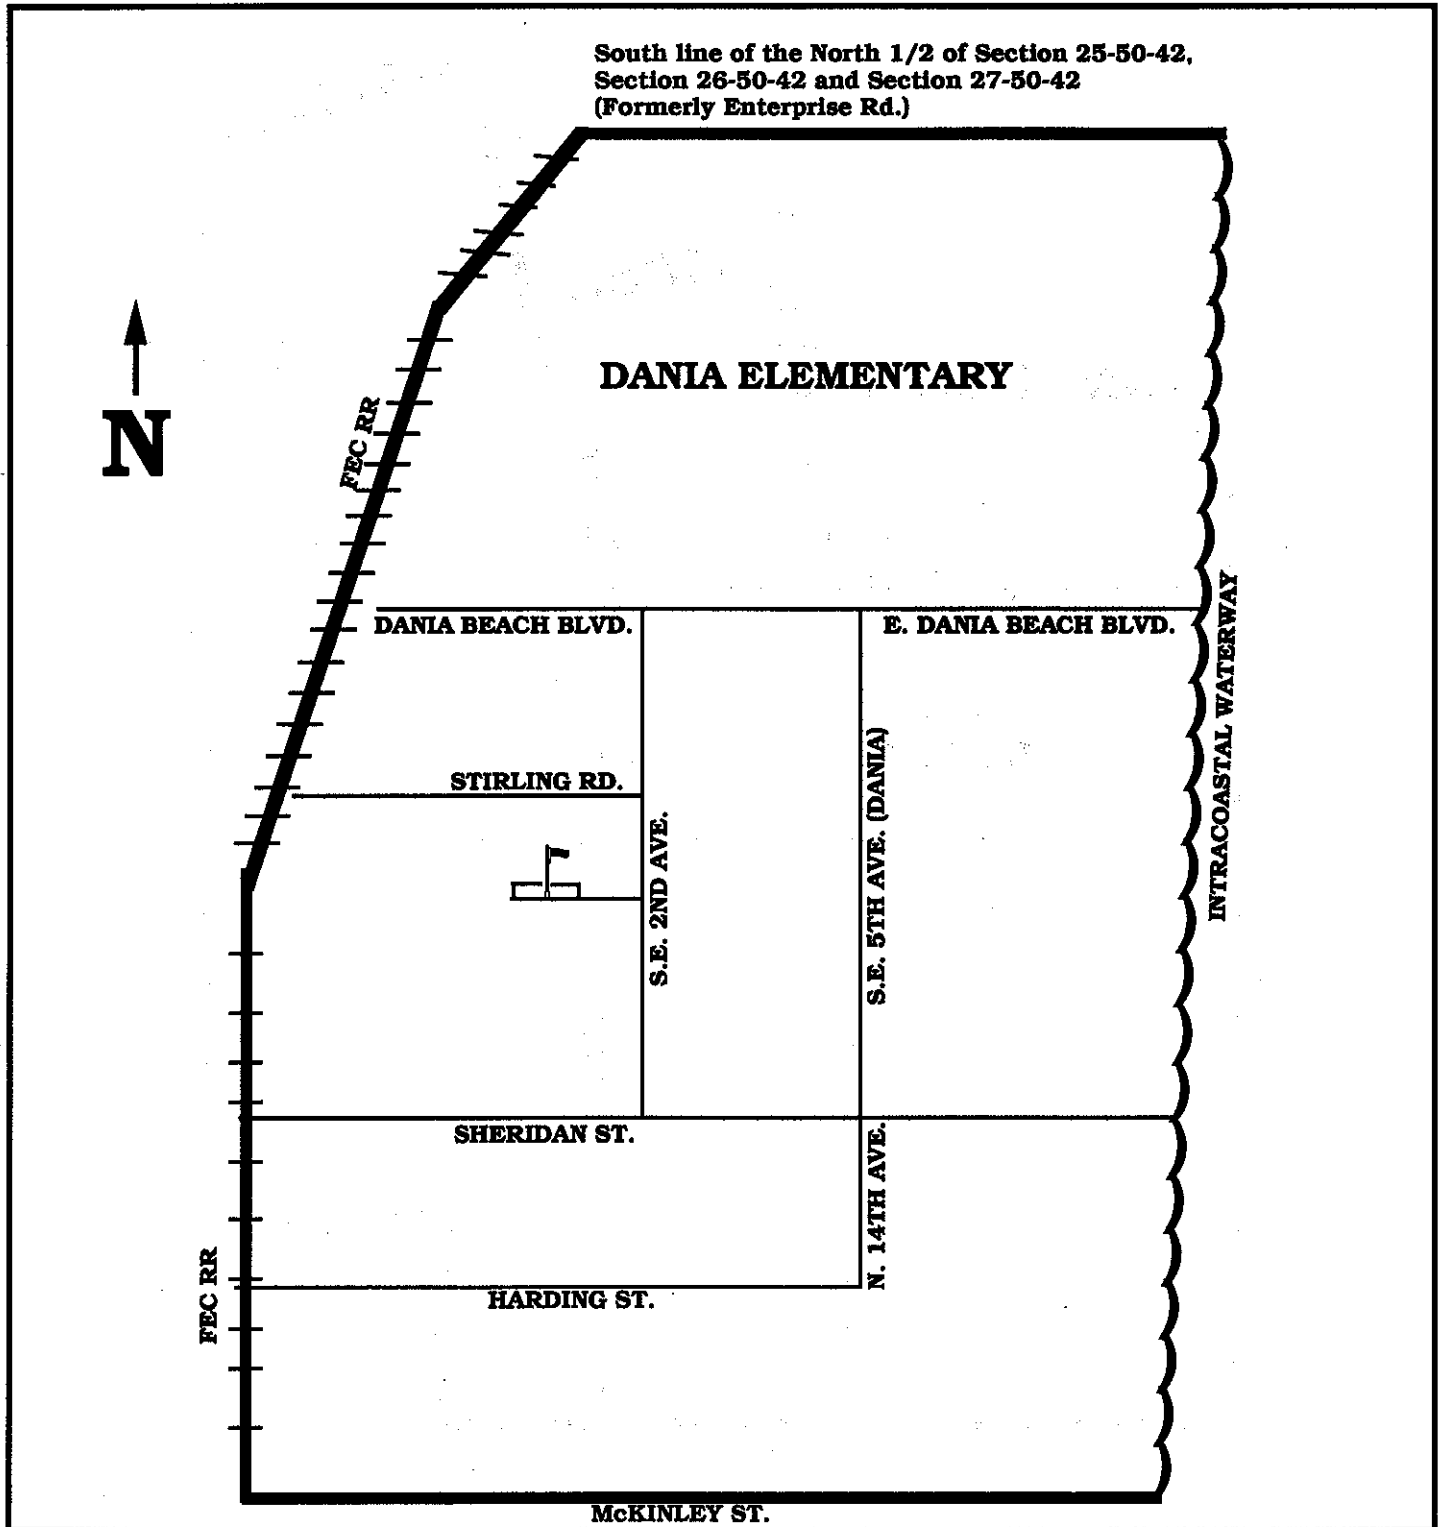 South line of the North 1/2 of Section 25-50-42,
Section 26-50-42 and Section 27-50-42
(Formerly Enterprise Rd.)
DANIA ELEMENTARY
N
FEC RR
DANIA BEACH BLVD.
E. DANIA BEACH BLVD.
INTRACOASTAL WATERWAY
STIRLING RD.
S.E. 2ND AVE.
S.E. 5TH AVE. (DANIA)
SHERIDAN ST.
N. 14TH AVE.
FEC RR
HARDING ST.
McKINLEY ST.